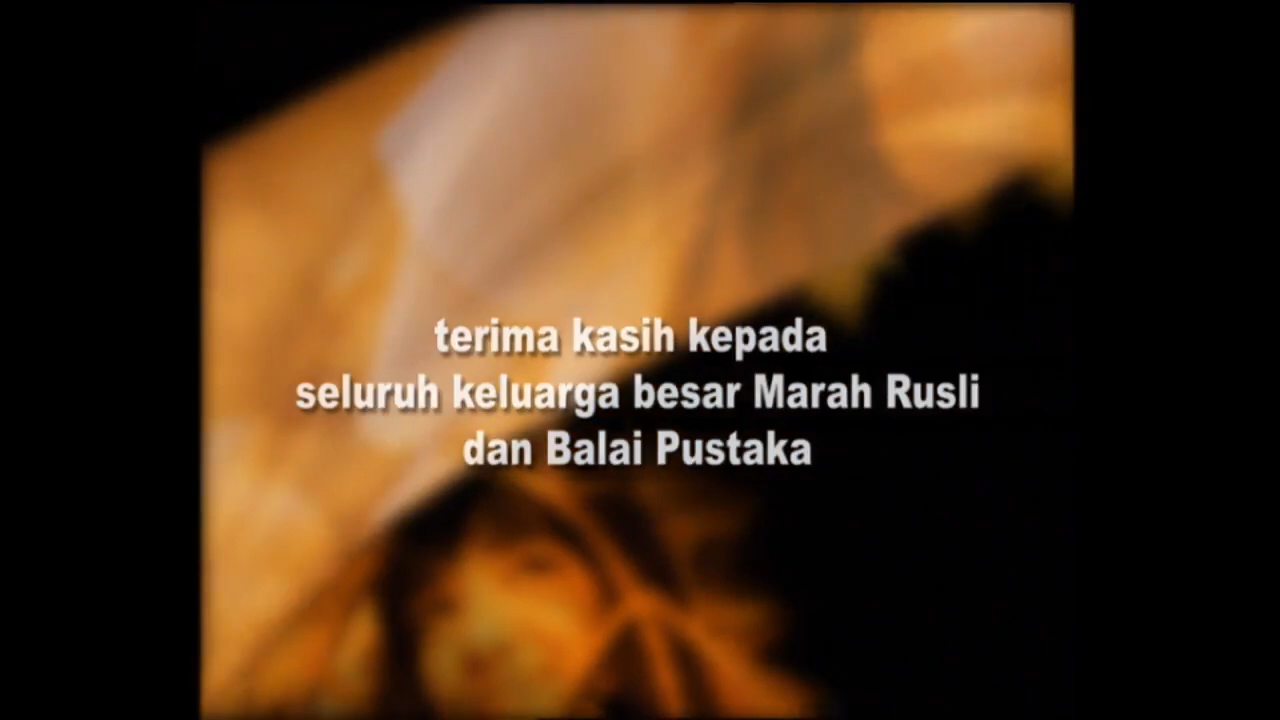 terima kasih kepada
seluruh keluarga besar Marah Rusli
dan Balai Pustaka